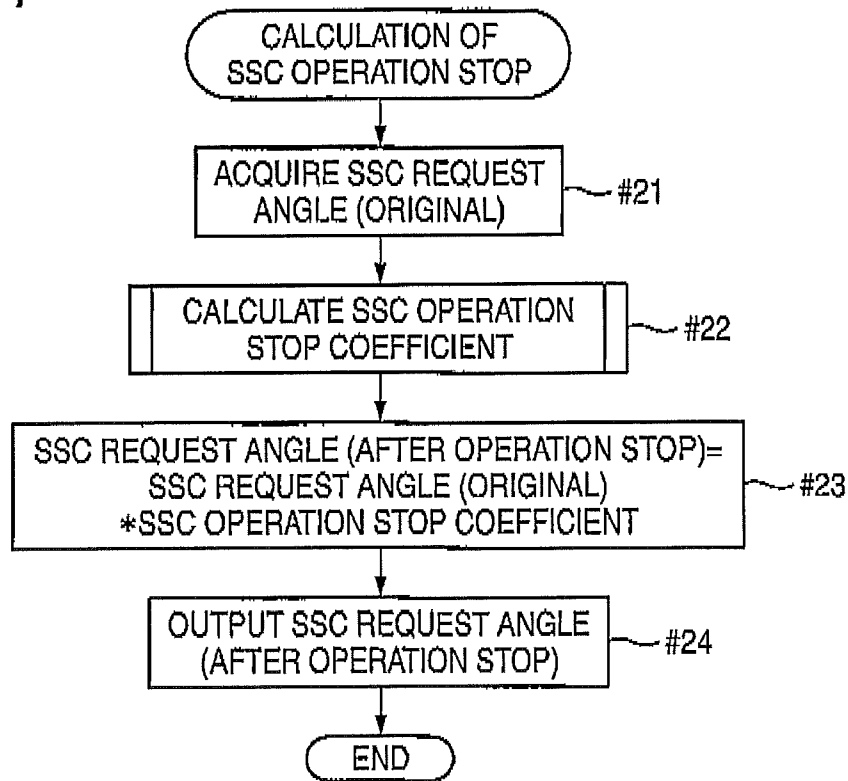 CALCULATION OF
SSC OPERATION STOP
ACQUIRE SSC REQUEST
ANGLE (ORIGINAL)
#21
CALCULATE SSC OPERATION
STOP COEFFICIENT
#22
SSC REQUEST ANGLE (AFTER OPERATION STOP)=
SSC REQUEST ANGLE (ORIGINAL)
*SSC OPERATION STOP COEFFICIENT
#23
OUTPUT SSC REQUEST ANGLE
(AFTER OPERATION STOP)
#24
END